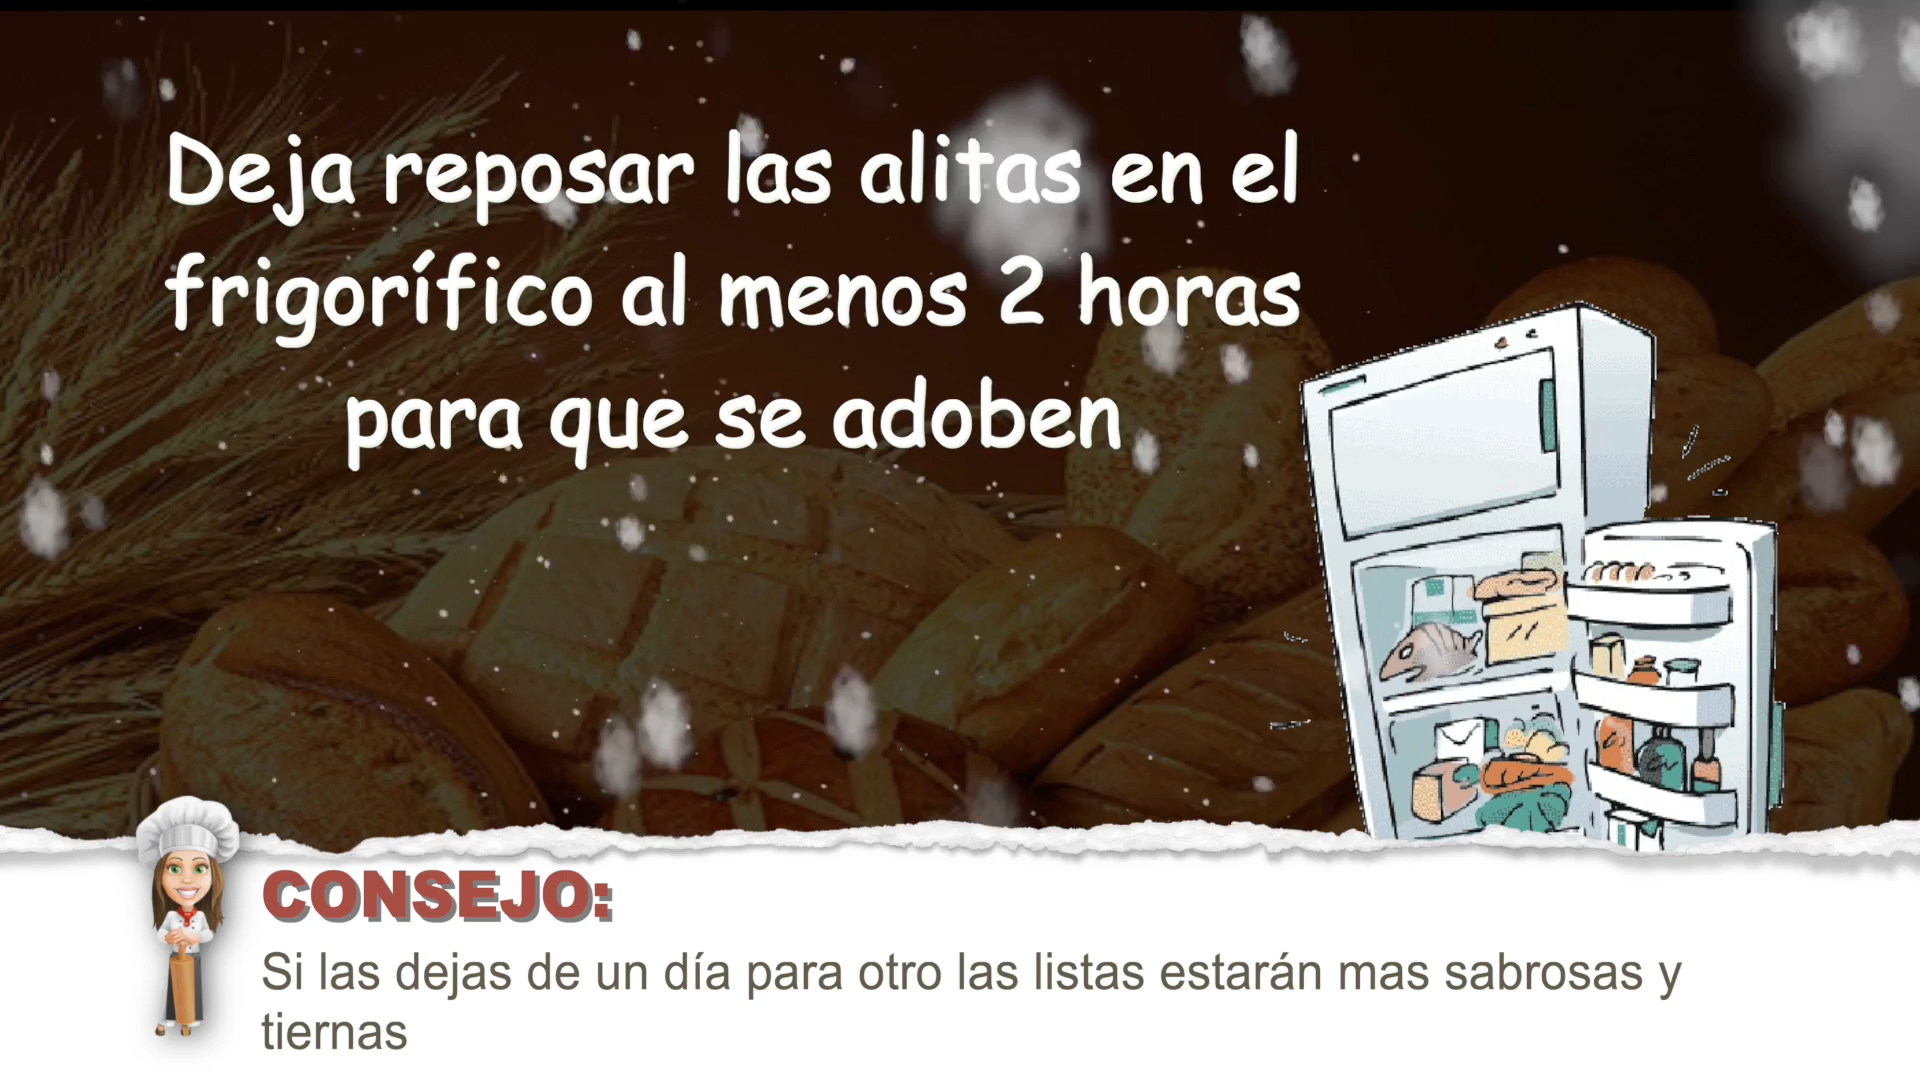 Deja reposar las alitas en el
frigorífico al menos 2 horas
para que se adoben
CONSEJO:
Si las dejas de un día para otro las listas estarán mas sabrosas y
tiernas